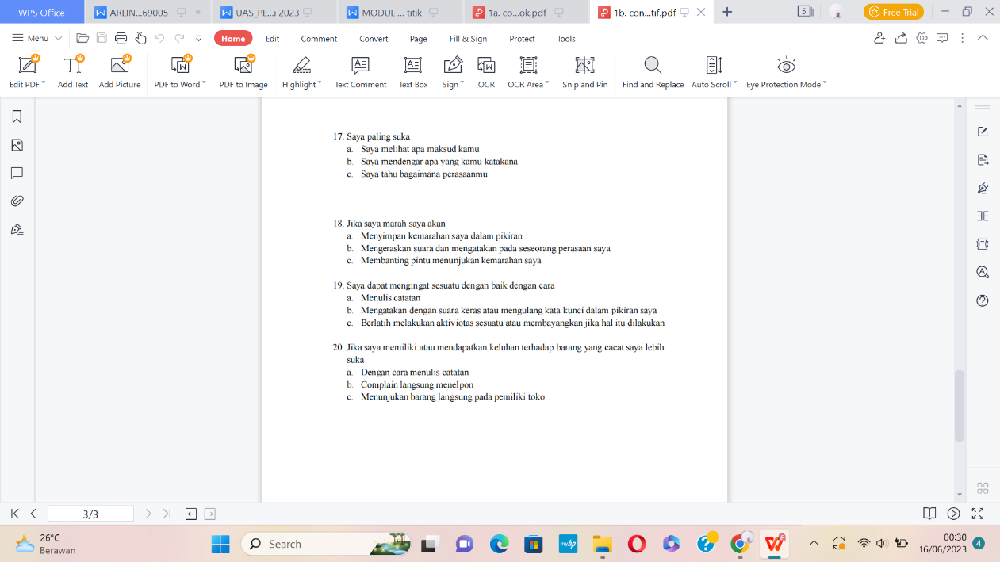 WPS Office
ARLIN...69005
UAS_PE...i 2023
MODUL ... titik
1a. co...ok.pdf
1b. con...tif.pdf
5
Free Trial
Menu
Home
Edit
Comment
Convert
Page
Fill & Sign
Protect
Tools
Edit PDF
Add Text
Add Picture
PDF to Word
PDF to Image
Highlight
Text Comment
Text Box
Sign
OCR
OCR Area
Snip and Pin
Find and Replace
Auto Scroll
Eye Protection Mode
17. Saya paling suka
a. Saya melihat apa maksud kamu
b. Saya mendengar apa yang kamu katakana
c. Saya tahu bagaimana perasaanmu
18. Jika saya marah saya akan
a. Menyimpan kemarahan saya dalam pikiran
b. Mengeraskan suara dan mengatakan pada seseorang perasaan saya
c. Membanting pintu menunjukan kemarahan saya
19. Saya dapat mengingat sesuatu dengan baik dengan cara
a. Menulis catatan
b. Mengatakan dengan suara keras atau mengulang kata kunci dalam pikiran saya
c. Berlatih melakukan aktiviotas sesuatu atau membayangkan jika hal itu dilakukan
20. Jika saya memiliki atau mendapatkan keluhan terhadap barang yang cacat saya lebih
suka
a. Dengan cara menulis catatan
b. Complain langsung menelpon
c. Menunjukan barang langsung pada pemiliki toko
3/3
26°C
Berawan
Search
myhp
00:30
16/06/2023
4